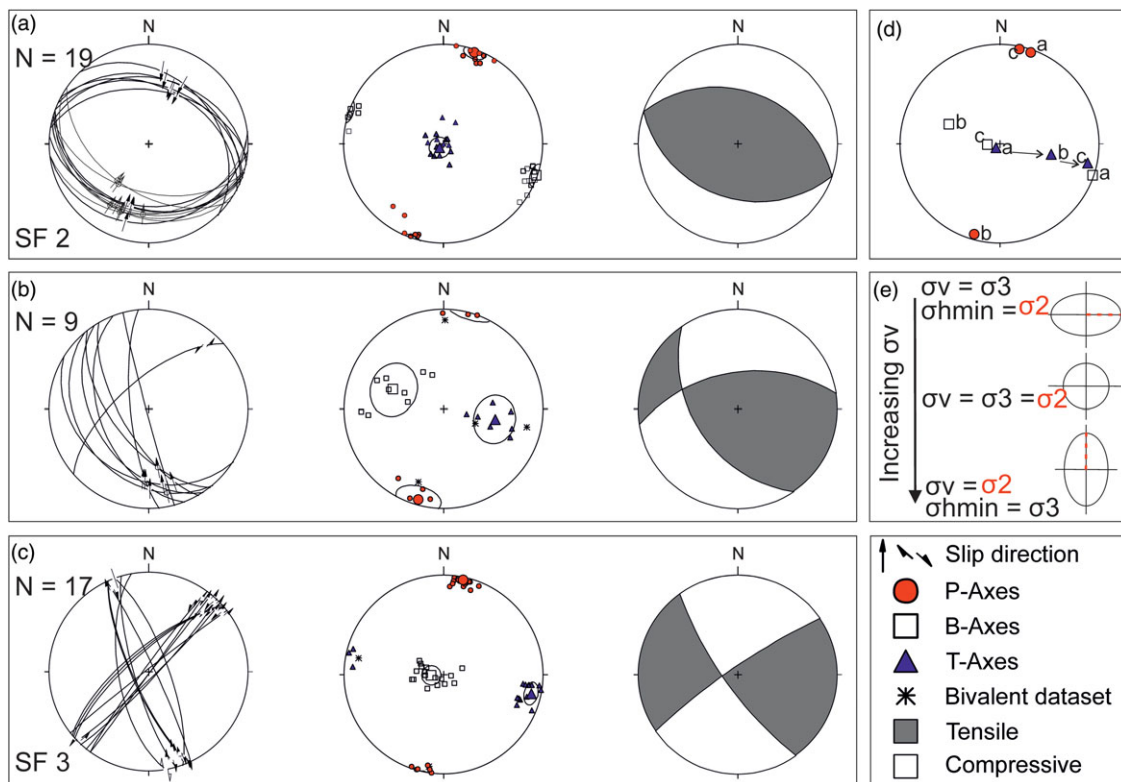 (a)
N = 19
N
N
N
SF 2
(b)
N = 9
N
N
N
(c)
N = 17
N
N
N
SF 3
(d)
N
c a
b
c
a
b
c
a
b
(e)
Increasing σv
σv = σ3
σhmin = σ2
σv = σ3 = σ2
σv = σ2
σhmin = σ3
Slip direction
P-Axes
B-Axes
T-Axes
Bivalent dataset
Tensile
Compressive